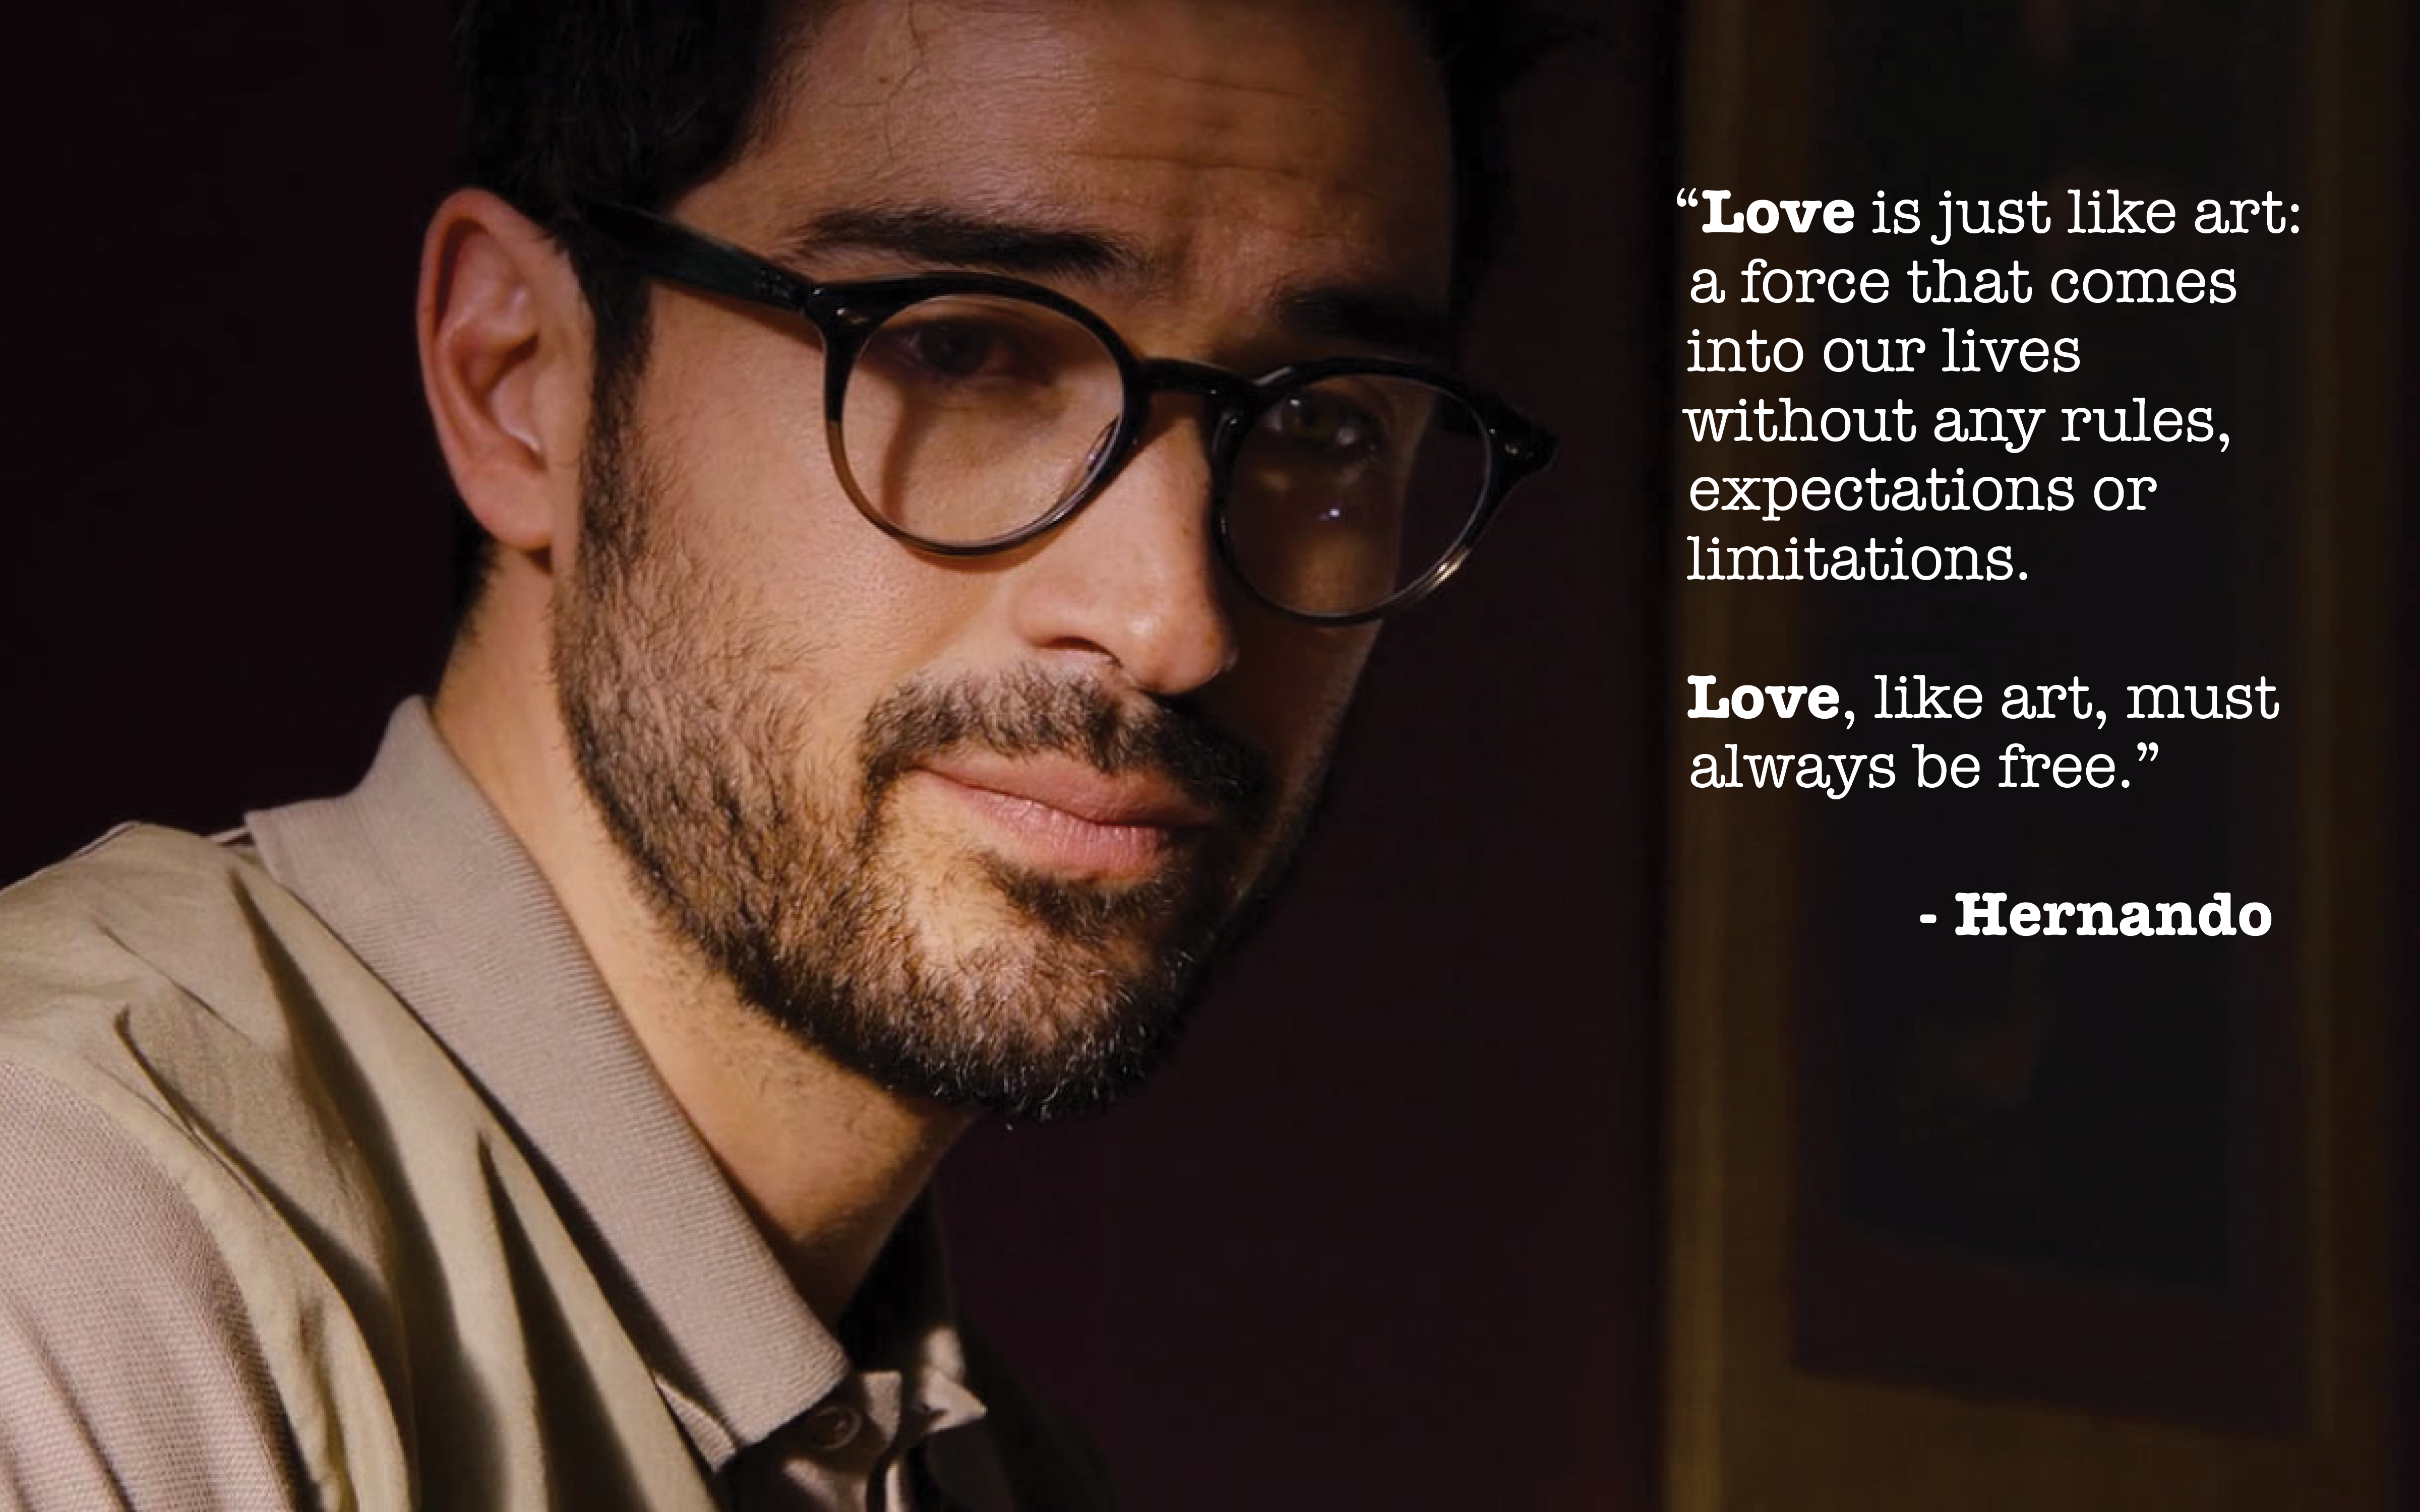 “Love is just like art:
a force that comes
into our lives
without any rules,
expectations or
limitations.
Love, like art, must
always be free.”
- Hernando